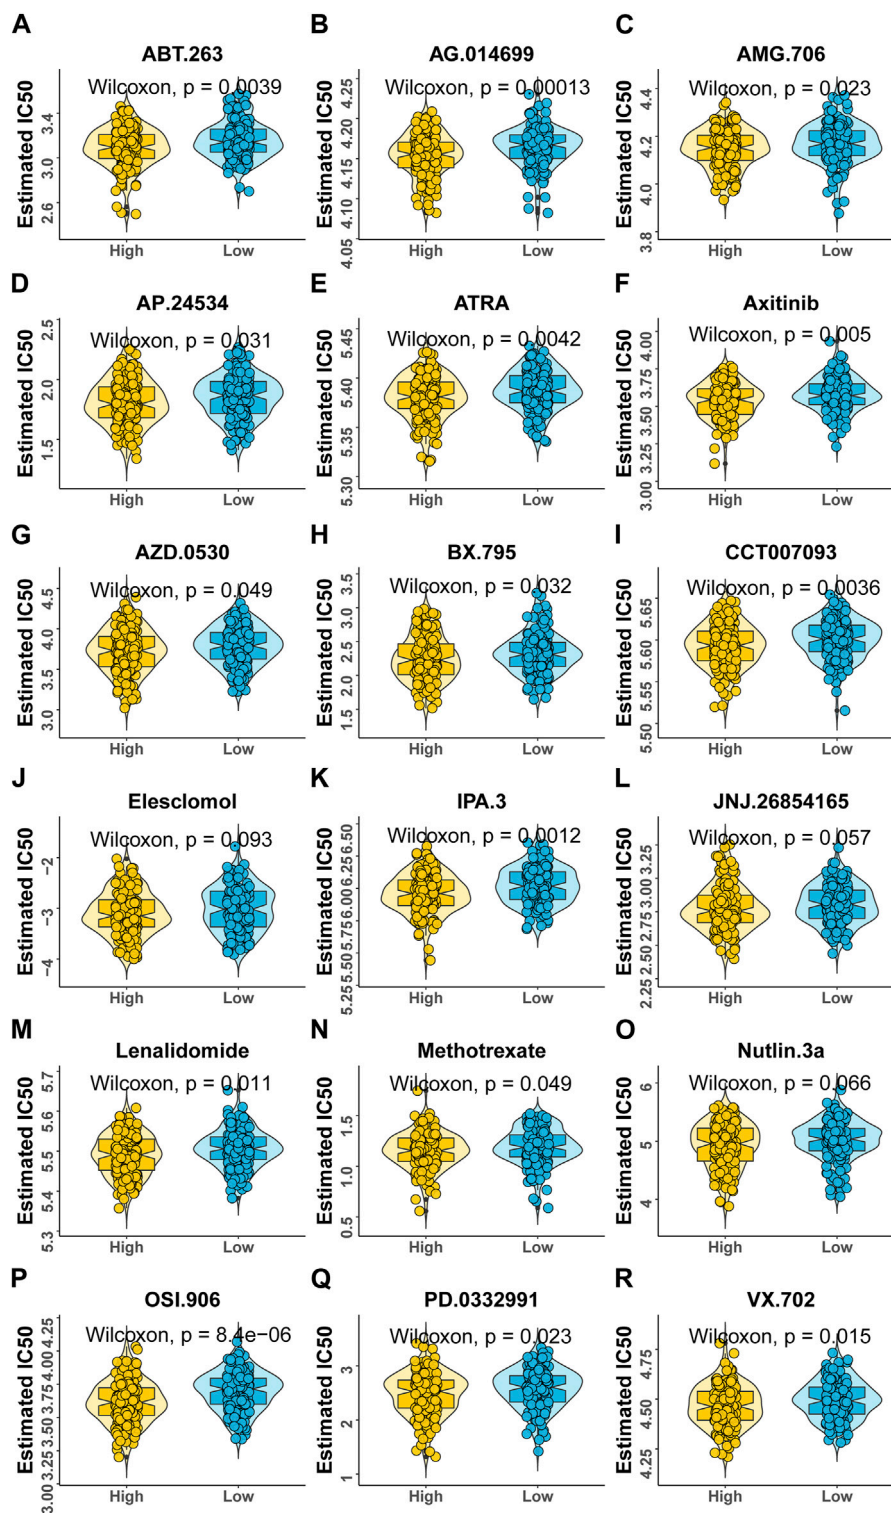 A
ABT.263
Wilcoxon, p = 0.0039
Estimated IC50
3.4
3.0
2.6
High
Low
B
AG.014699
Wilcoxon, p = 0.00013
Estimated IC50
4.25
4.20
4.15
4.10
4.05
High
Low
C
AMG.706
Wilcoxon, p = 0.023
Estimated IC50
4.4
4.2
4.0
3.8
High
Low
D
AP.24534
Wilcoxon, p = 0.031
Estimated IC50
2.5
2.0
1.5
High
Low
E
ATRA
Wilcoxon, p = 0.0042
Estimated IC50
5.45
5.40
5.35
5.30
High
Low
F
Axitinib
Wilcoxon, p = 0.005
Estimated IC50
4.00
3.75
3.50
3.25
3.00
High
Low
G
AZD.0530
Wilcoxon, p = 0.049
Estimated IC50
4.5
4.0
3.5
3.0
High
Low
H
BX.795
Wilcoxon, p = 0.032
Estimated IC50
3.5
3.0
2.5
2.0
1.5
High
Low
I
CCT007093
Wilcoxon, p = 0.0036
Estimated IC50
5.65
5.60
5.55
5.50
High
Low
J
Elesclomol
Wilcoxon, p = 0.093
Estimated IC50
−2
−3
−4
High
Low
K
IPA.3
Wilcoxon, p = 0.0012
Estimated IC50
6.50
6.25
6.00
5.75
5.50
5.25
High
Low
L
JNJ.26854165
Wilcoxon, p = 0.057
Estimated IC50
3.25
3.00
2.75
2.50
2.25
High
Low
M
Lenalidomide
Wilcoxon, p = 0.011
Estimated IC50
5.7
5.6
5.5
5.4
5.3
High
Low
N
Methotrexate
Wilcoxon, p = 0.049
Estimated IC50
1.5
1.0
0.5
High
Low
O
Nutlin.3a
Wilcoxon, p = 0.066
Estimated IC50
6
5
4
High
Low
P
OSI.906
Wilcoxon, p = 8.4e−06
Estimated IC50
4.25
4.00
3.75
3.50
3.25
3.00
High
Low
Q
PD.0332991
Wilcoxon, p = 0.023
Estimated IC50
3
2
1
High
Low
R
VX.702
Wilcoxon, p = 0.015
Estimated IC50
4.75
4.50
4.25
High
Low